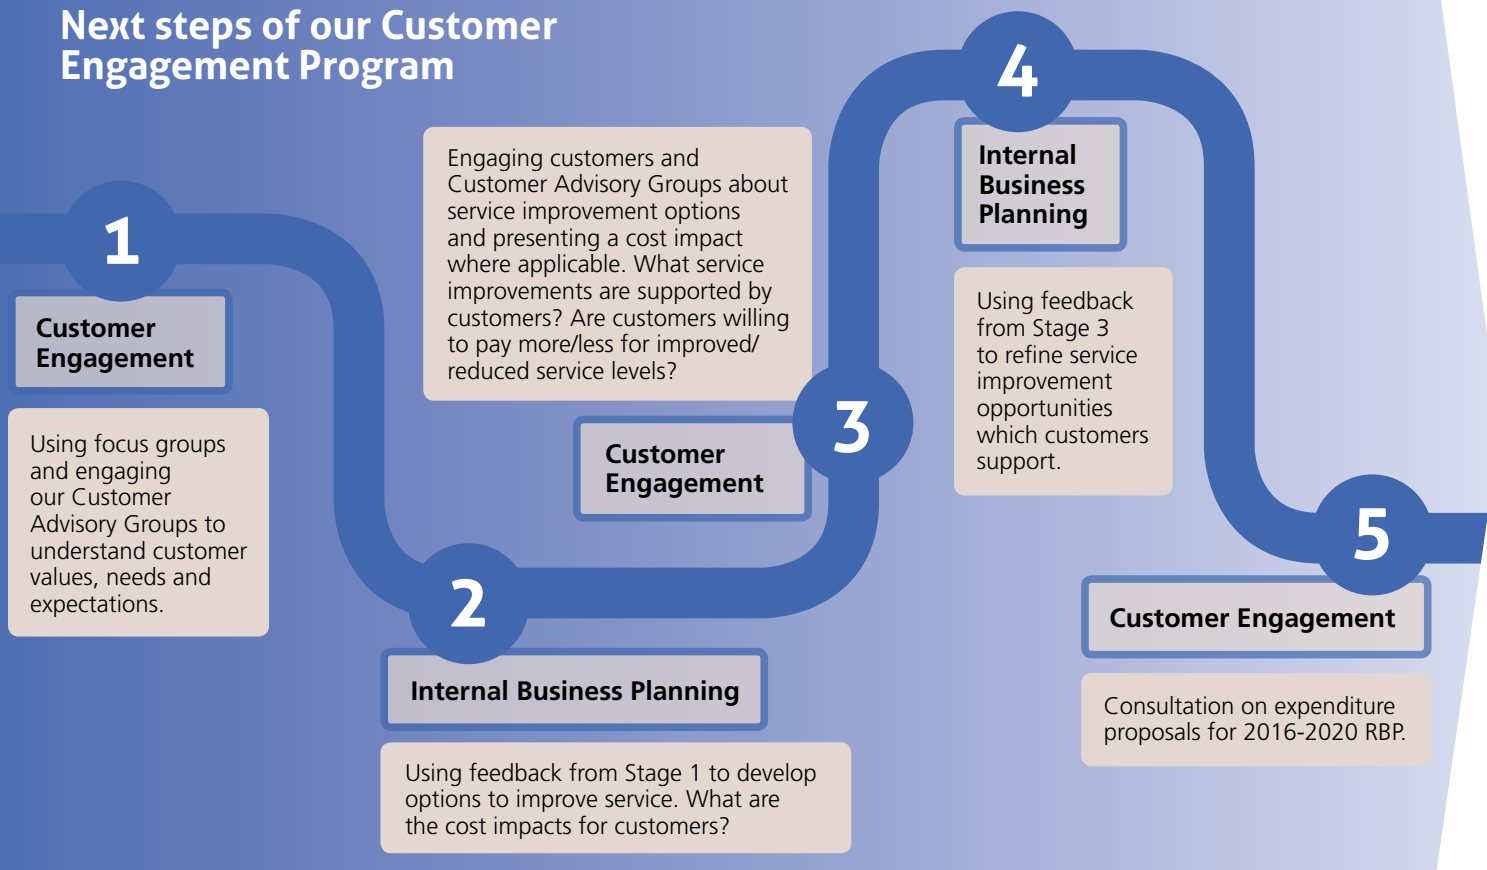 Next steps of our Customer
Engagement Program
1
Customer
Engagement
Using focus groups
and engaging
our Customer
Advisory Groups to
understand customer
values, needs and
expectations.
2
Internal Business Planning
Using feedback from Stage 1 to develop
options to improve service. What are
the cost impacts for customers?
Engaging customers and
Customer Advisory Groups about
service improvement options
and presenting a cost impact
where applicable. What service
improvements are supported by
customers? Are customers willing
to pay more/less for improved/
reduced service levels?
3
Customer
Engagement
4
Internal
Business
Planning
Using feedback
from Stage 3
to refine service
improvement
opportunities
which customers
support.
5
Customer Engagement
Consultation on expenditure
proposals for 2016-2020 RBP.